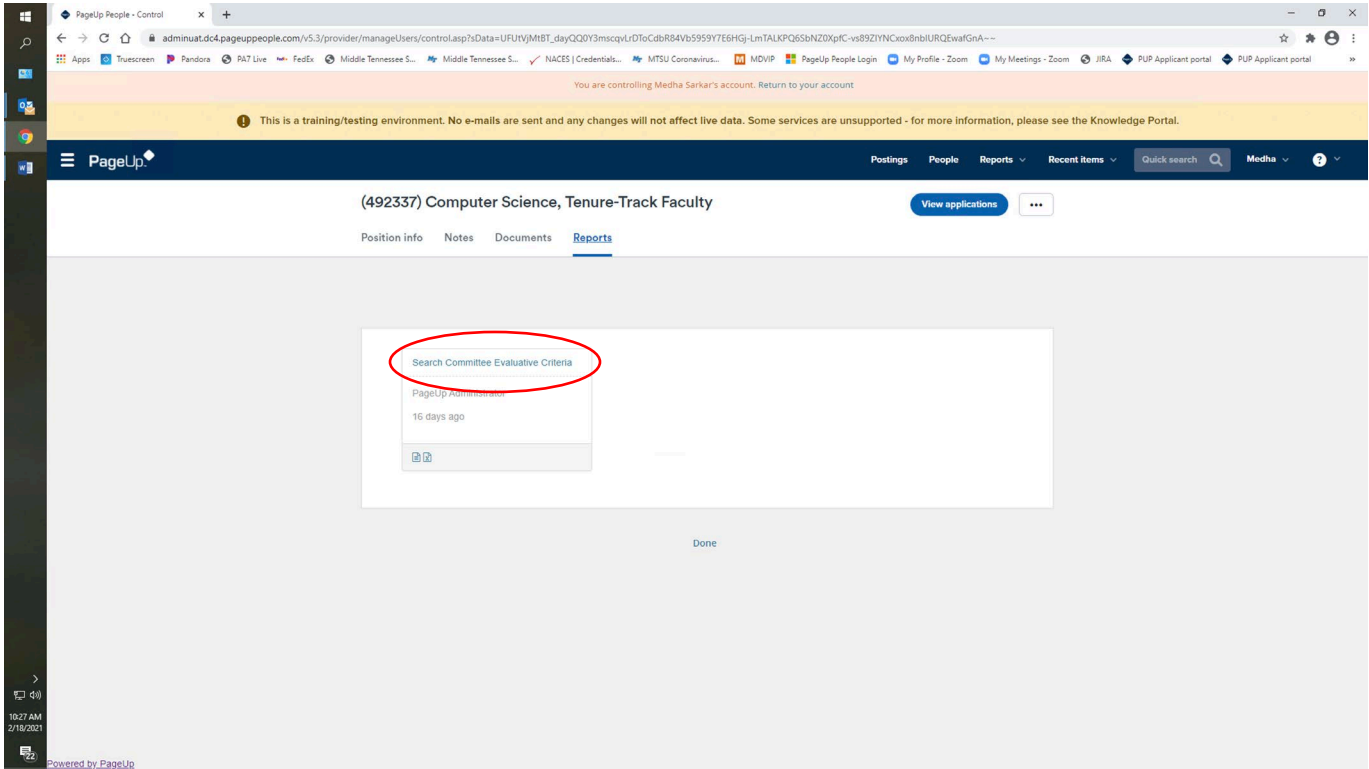 PageUp People - Control
adminuat.dc4.pageuppeople.com/v5.3/provider/manageUsers/control.asp?sData=UFUtVjMtBT_dayQQ0Y3mscqvLrDToCdbR84Vb5959Y7E6HGj-LmTALKPQ6SbNZ0XpfC-vs89ZIYNCxox8nbIURQEwafGnA~~
Apps Truescreen Pandora PA7 Live FedEx Middle Tennessee S... Middle Tennessee S... NACES | Credentials... MTSU Coronavirus... MDVIP PageUp People Login My Profile - Zoom My Meetings - Zoom JIRA PUP Applicant portal PUP Applicant portal »
You are controlling Medha Sarkar's account. Return to your account
This is a training/testing environment. No e-mails are sent and any changes will not affect live data. Some services are unsupported - for more information, please see the Knowledge Portal.
PageUp. Postings People Reports Recent items Quick search Medha ?
(492337) Computer Science, Tenure-Track Faculty
View applications
Position info Notes Documents Reports
Search Committee Evaluative Criteria
PageUp Administrator
16 days ago
Done
10:27 AM
2/18/2021
22
Powered by PageUp